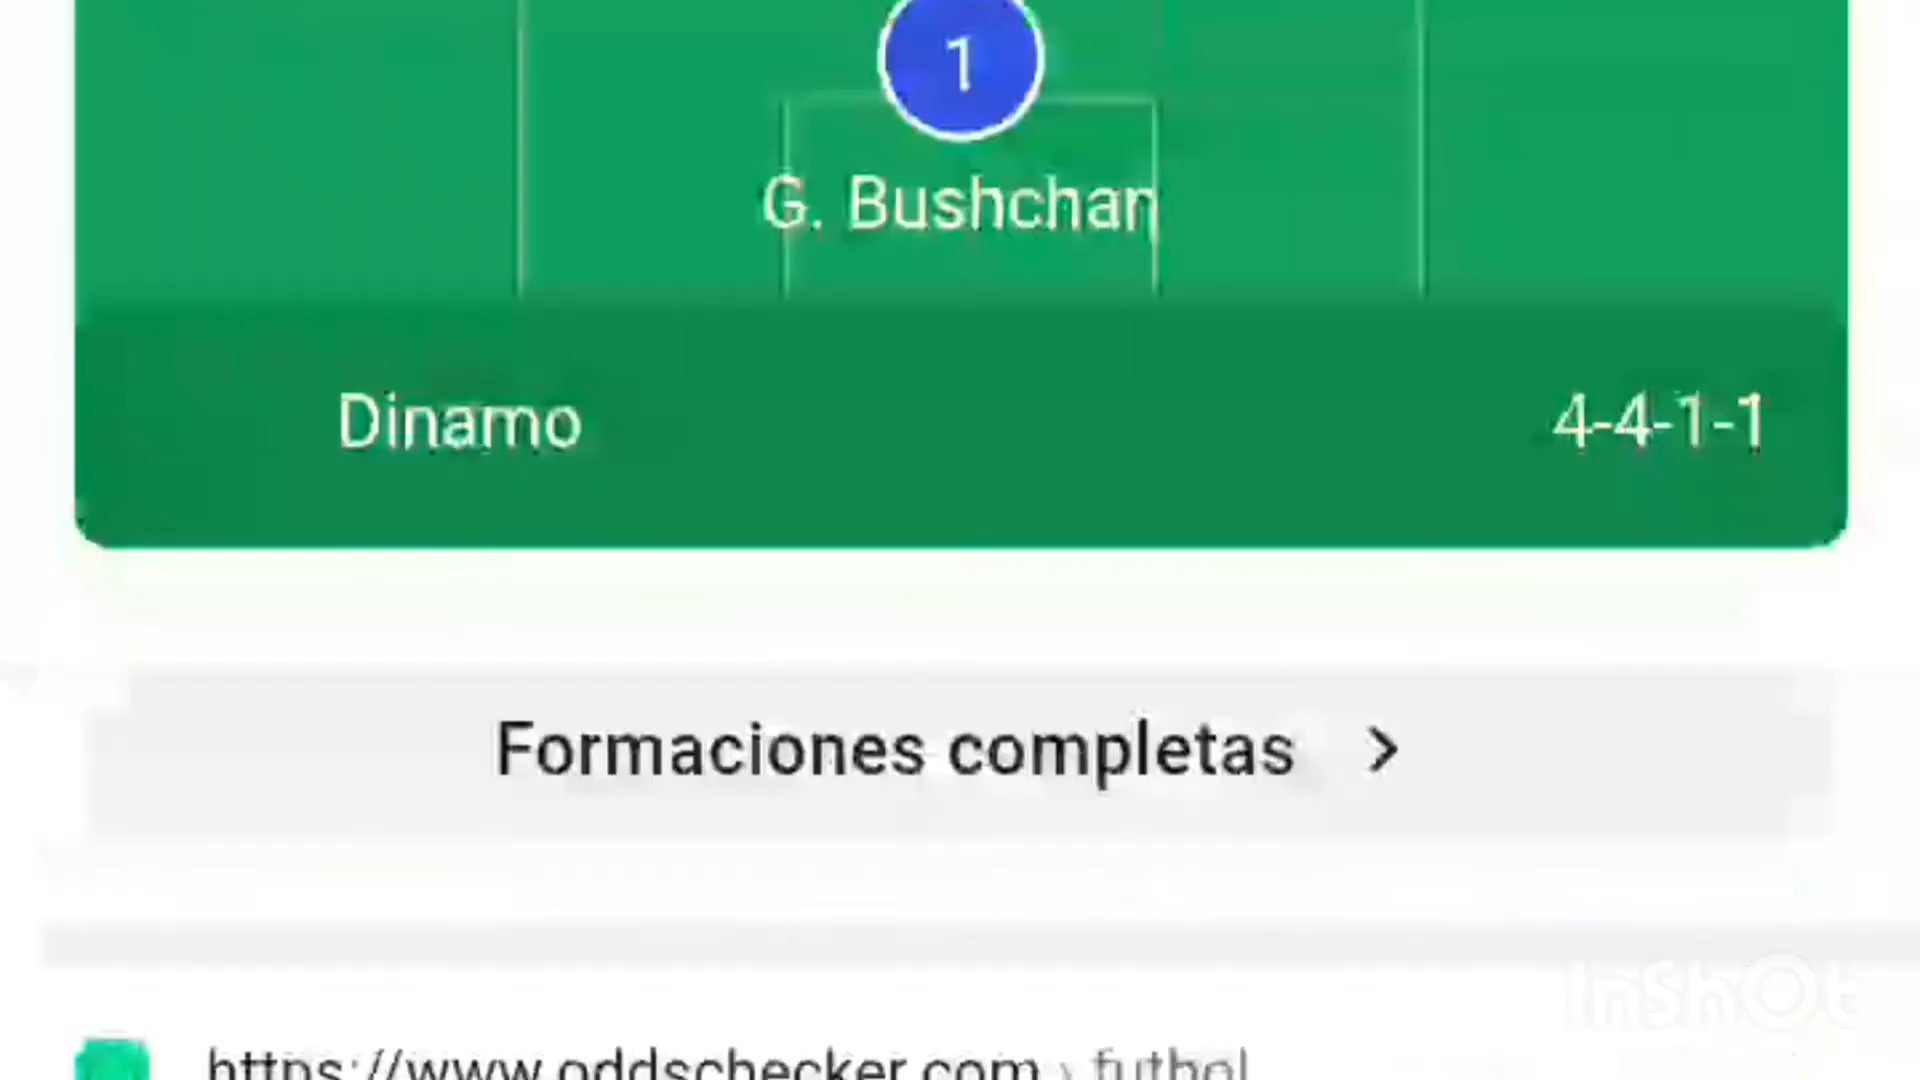 1
G. Bushchan
Dinamo 4-4-1-1
Formaciones completas >
InShOt
https://www.oddschecker.com › futbol